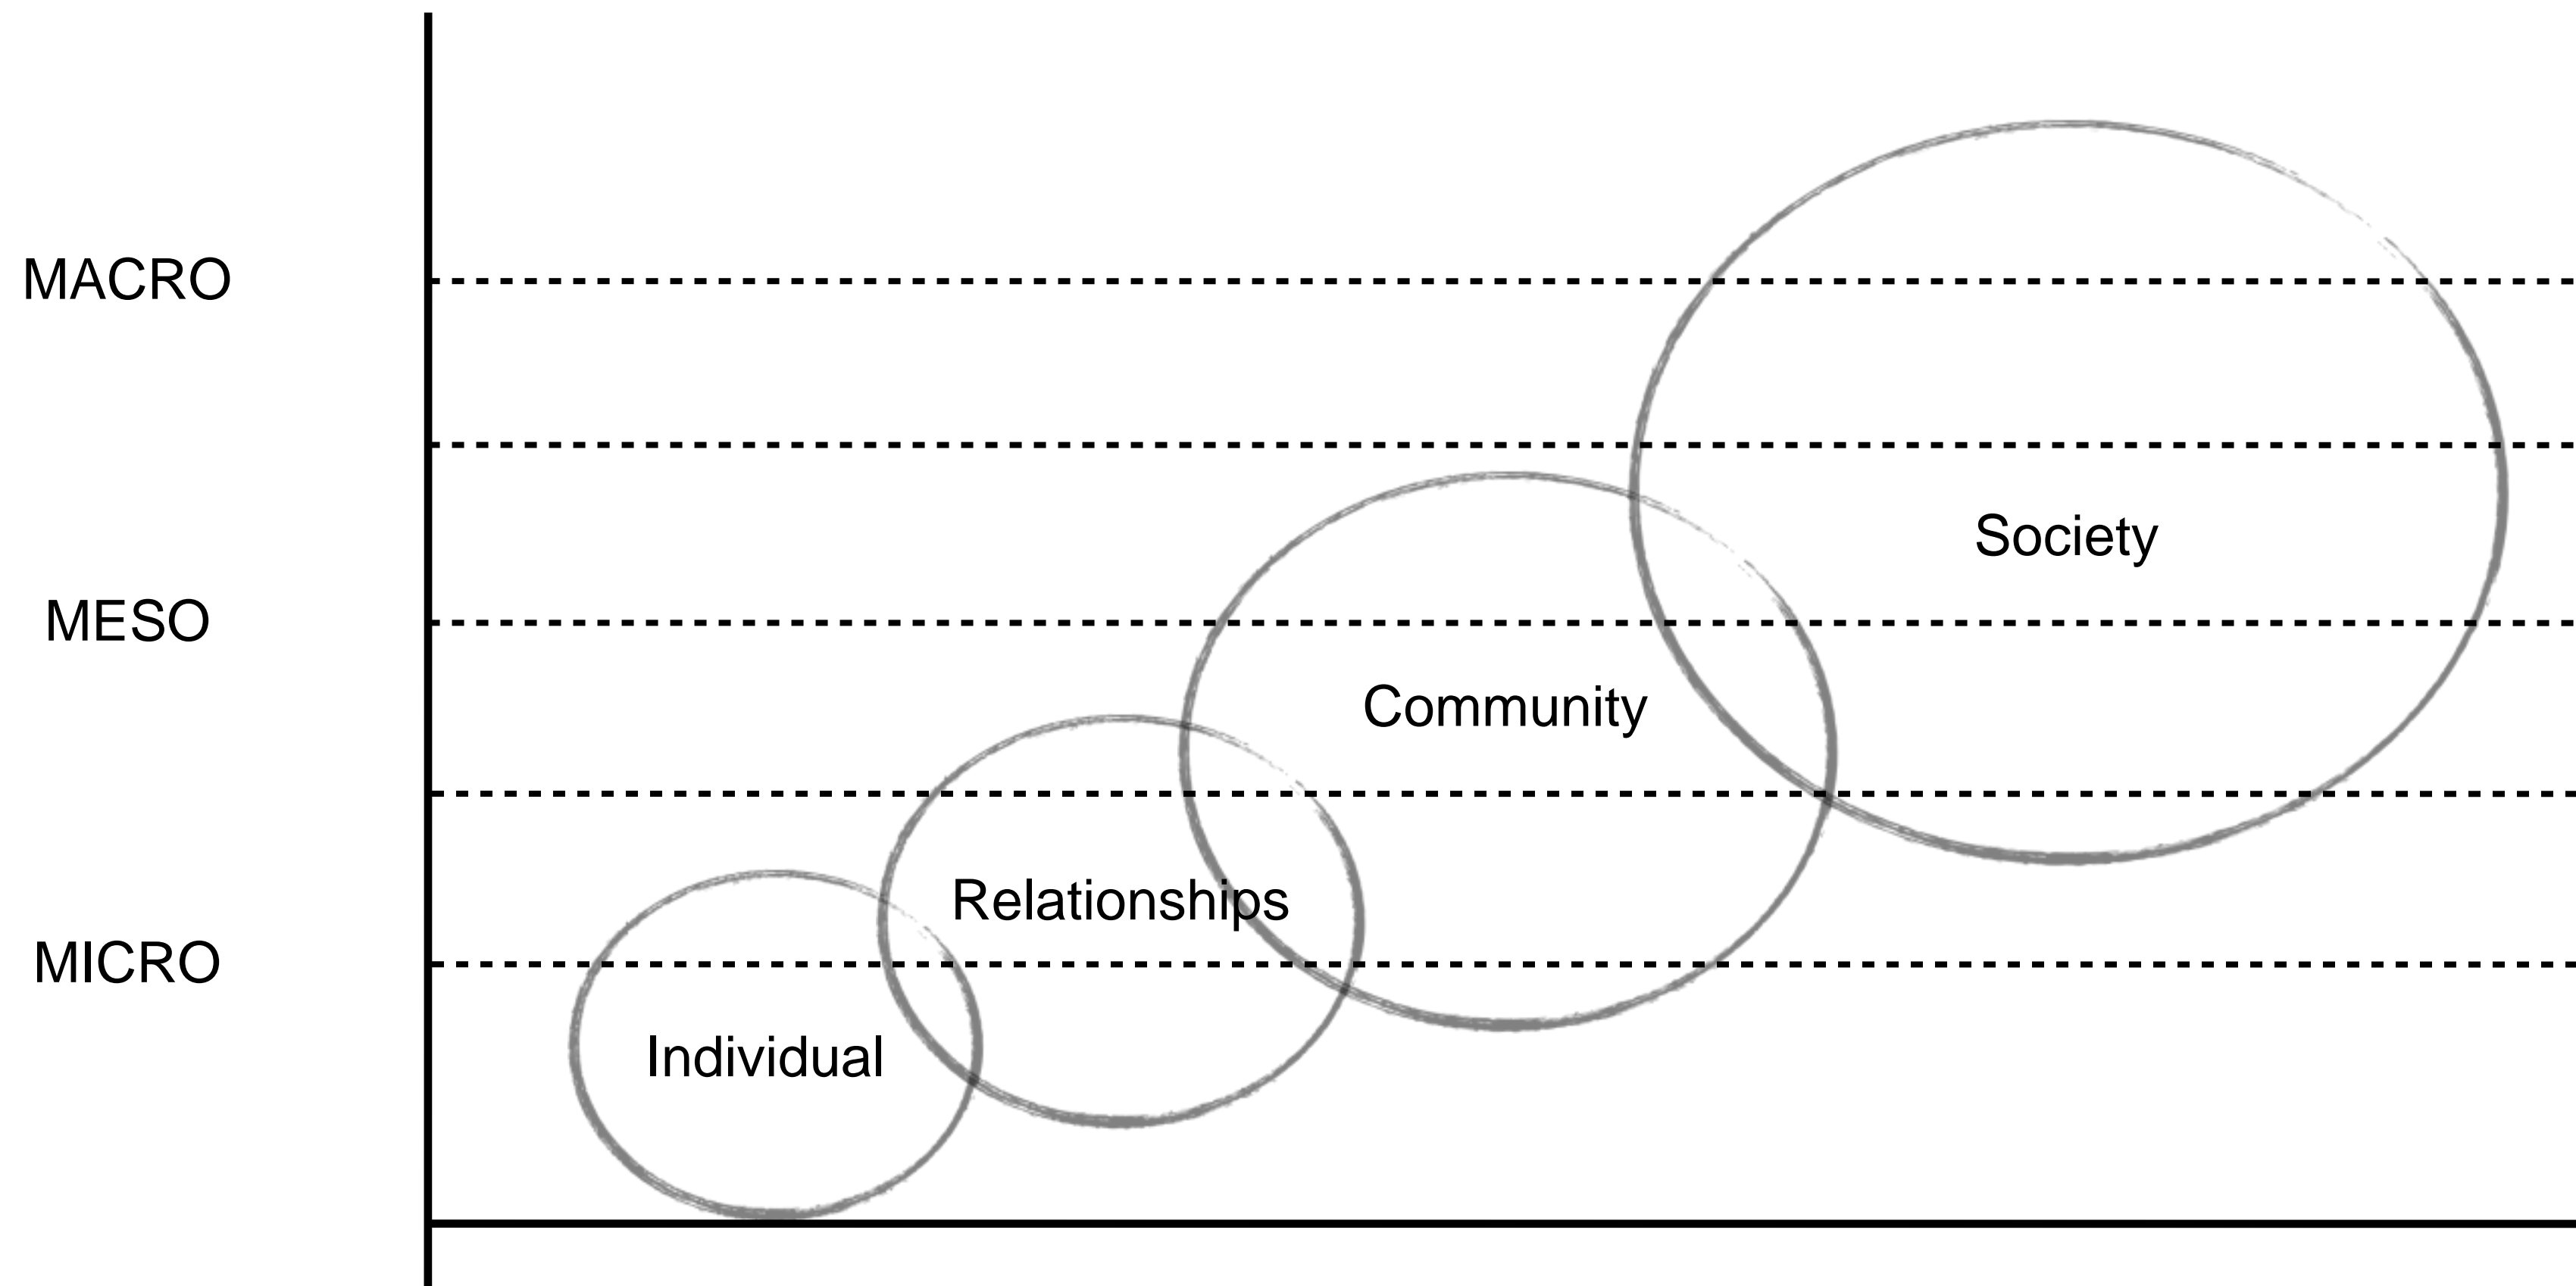 MACRO
Society
MESO
Community
Relationships
MICRO
Individual